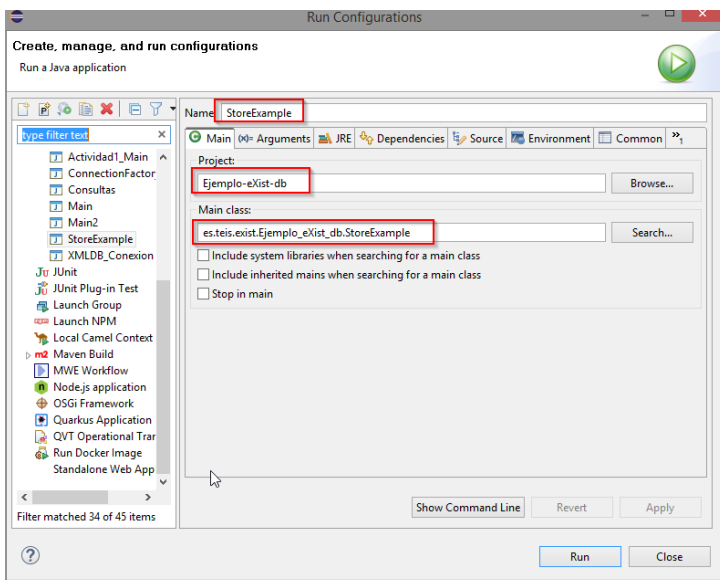 Run Configurations
Create, manage, and run configurations
Run a Java application
type filter text
Actividad1_Main
ConnectionFactor
Consultas
Main
Main2
StoreExample
XMLDB_Conexion
JUnit
JUnit Plug-in Test
Launch Group
Launch NPM
Local Camel Context
m2 Maven Build
MWE Workflow
Node.js application
OSGi Framework
Quarkus Application
QVT Operational Trar
Run Docker Image
Standalone Web App
Filter matched 34 of 45 items
Name StoreExample
Main (x)= Arguments JRE Dependencies Source Environment Common »1
Project:
Ejemplo-eXist-db Browse...
Main class:
es.teis.exist.Ejemplo_eXist_db.StoreExample Search...
Include system libraries when searching for a main class
Include inherited mains when searching for a main class
Stop in main
Show Command Line Revert Apply
Run Close